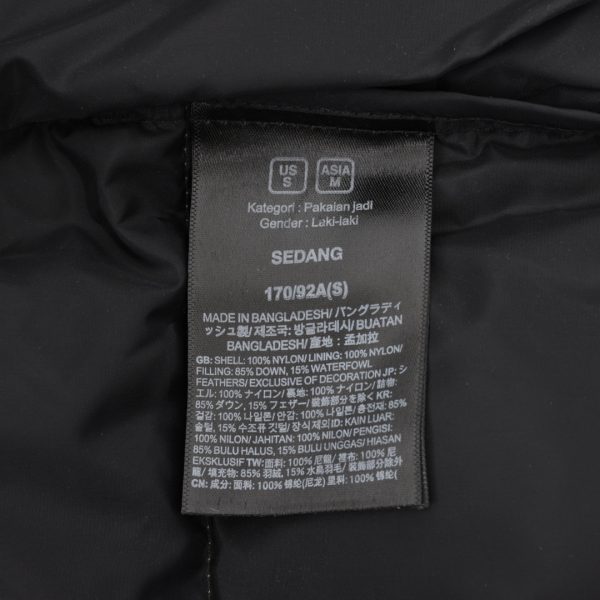 US ASIA
S M
Kategori : Pakaian jadi
Gender : Laki-laki
SEDANG
170/92A(S)
MADE IN BANGLADESH/ バングラディ
ッシュ製/ 제조국: 방글라데시/ BUATAN
BANGLADESH/ 產地：孟加拉
GB: SHELL: 100% NYLON/ LINING: 100% NYLON/
FILLING: 85% DOWN, 15% WATERFOWL
FEATHERS/ EXCLUSIVE OF DECORATION JP: シ
ェル: 100% ナイロン/ 裏地: 100% ナイロン/ 詰物:
85% ダウン, 15% フェザー/ 装飾部分を除く KR:
겉감: 100% 나일론/ 안감: 100% 나일론/ 충전재: 85%
솜털, 15% 수조류 깃털/ 장식 제외 ID: KAIN LUAR:
100% NILON/ JAHITAN: 100% NILON/ PENGISI:
85% BULU HALUS, 15% BULU UNGGAS/ HIASAN
EKSKLUSIF TW: 面料: 100% 尼龍/ 裡布: 100% 尼
龍/ 填充物: 85% 羽絨, 15% 水鳥羽毛/ 裝飾部分除外
CN: 成分: 面料: 100% 锦纶(尼龙) 里料: 100% 锦纶(